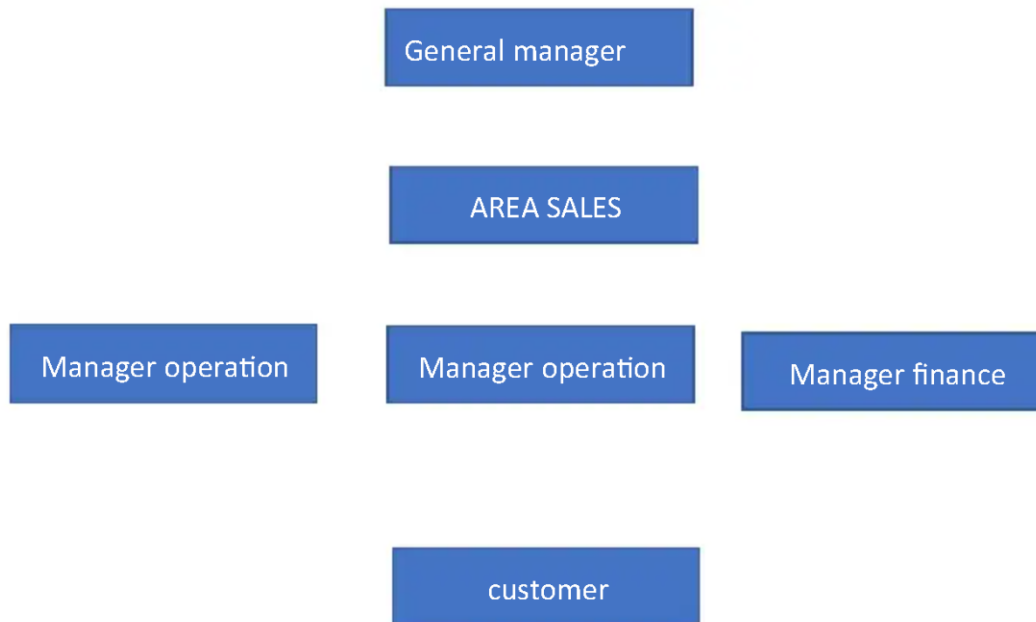 General manager
AREA SALES
Manager operation
Manager operation
Manager finance
customer